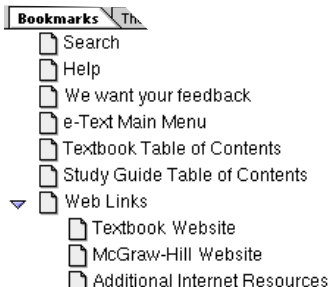 Bookmarks
Search
Help
We want your feedback
e-Text Main Menu
Textbook Table of Contents
Study Guide Table of Contents
Web Links
Textbook Website
McGraw-Hill Website
Additional Internet Resources